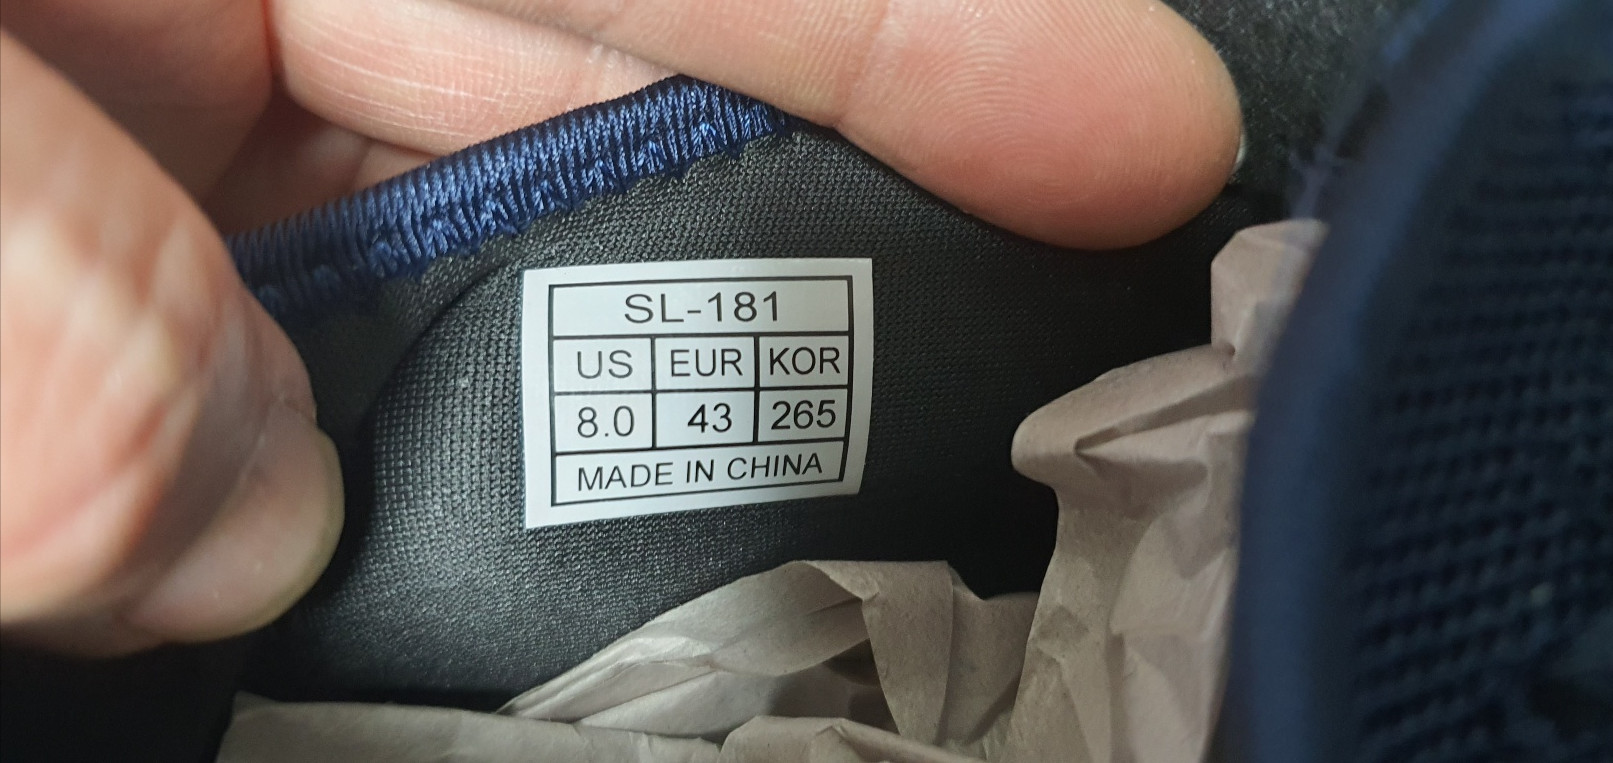 SL-181
US EUR KOR
8.0 43 265
MADE IN CHINA